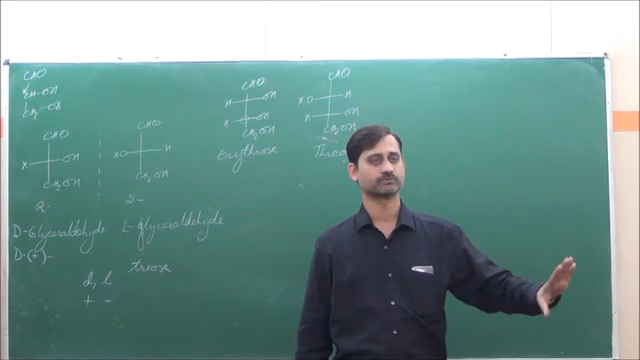 CHO
CH-OH
CH2-OH
CHO
H OH
CH2OH
R-
D-Glyceraldehyde
D-(+)-
CHO
HO H
CH2OH
S-
L-glyceraldehyde
triose
d, l
+ -
CHO
H OH
H OH
CH2OH
Erythrose
CHO
HO H
H OH
CH2OH